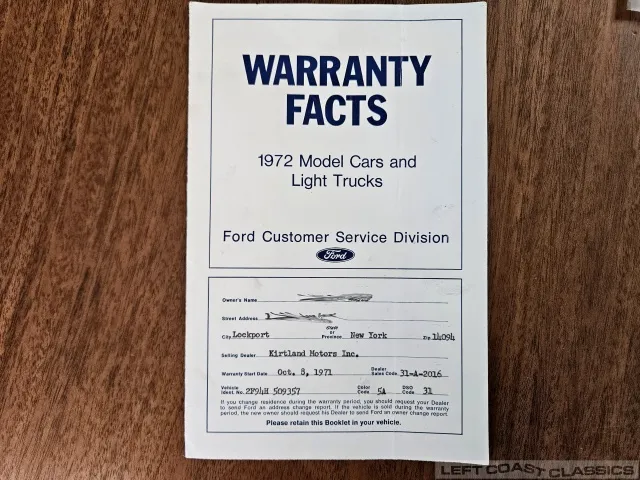 WARRANTY
FACTS
1972 Model Cars and
Light Trucks
Ford Customer Service Division
Ford
Owner's Name
Street Address
City Lockport State or Province New York Zip 14094
Selling Dealer Kirtland Motors Inc.
Warranty Start Date Oct. 8, 1971 Dealer Sales Code 31-A-2016
Vehicle Ident. No. 2F94H 509357 Color Code 5A DSO Code 31
If you change residence during the warranty period, you should request your Dealer
to send Ford an address change report. If the vehicle is sold during the warranty
period, the new owner should request his Dealer to send Ford an owner change report.
Please retain this Booklet in your vehicle.
LEFT COAST CLASSICS